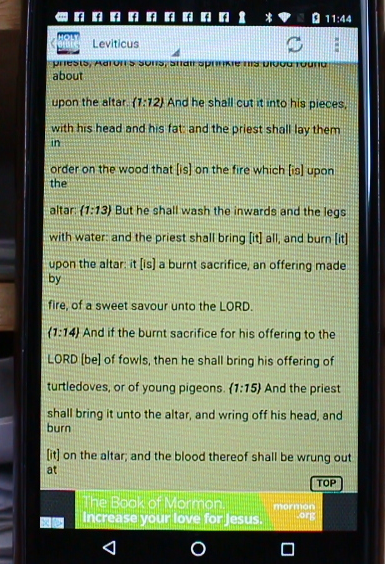 11:44
HOLY BIBLE
Leviticus
priests, Aaron's sons, shall sprinkle his blood round
about
upon the altar. (1:12) And he shall cut it into his pieces,
with his head and his fat: and the priest shall lay them
in
order on the wood that [is] on the fire which [is] upon
the
altar: (1:13) But he shall wash the inwards and the legs
with water: and the priest shall bring [it] all, and burn [it]
upon the altar: it [is] a burnt sacrifice, an offering made
by
fire, of a sweet savour unto the LORD.
(1:14) And if the burnt sacrifice for his offering to the
LORD [be] of fowls, then he shall bring his offering of
turtledoves, or of young pigeons. (1:15) And the priest
shall bring it unto the altar, and wring off his head, and
burn
[it] on the altar; and the blood thereof shall be wrung out
at
TOP
The Book of Mormon.
Increase your love for Jesus.
mormon
.org